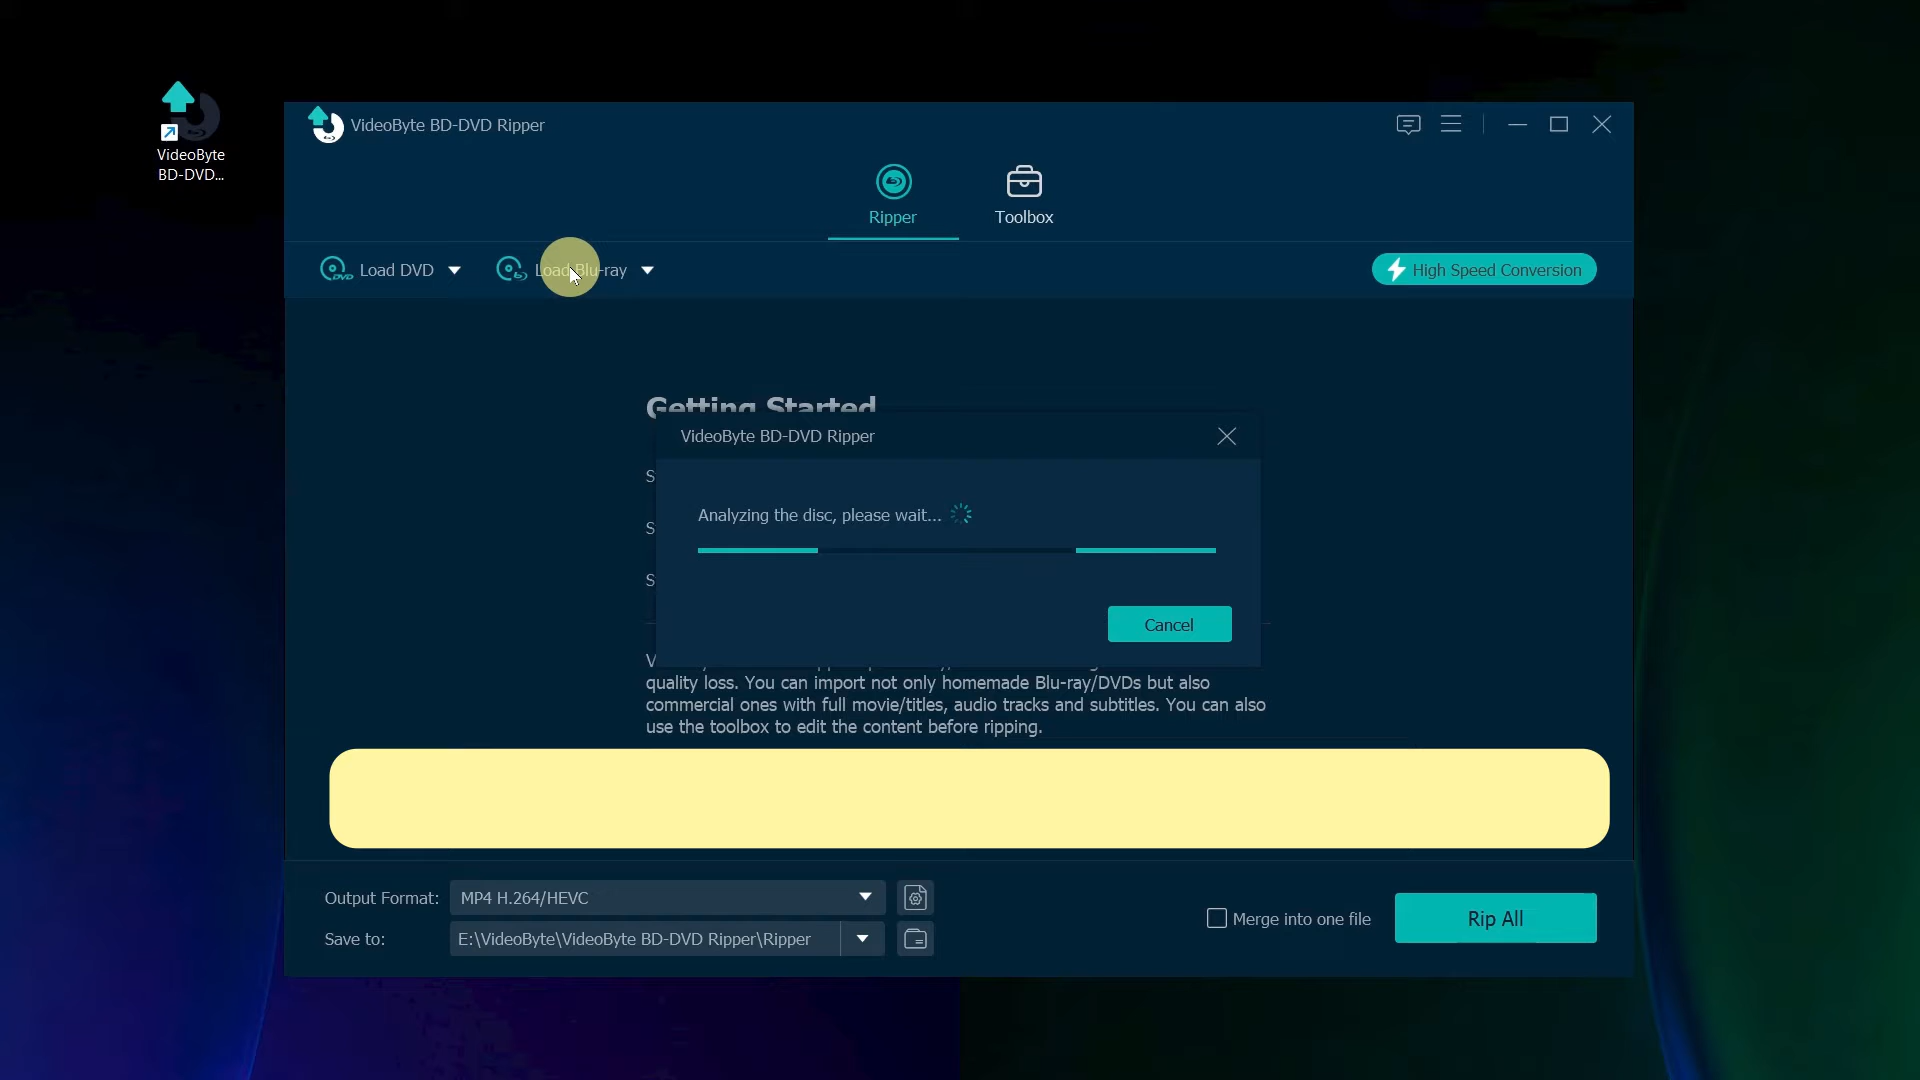 VideoByte
BD-DVD...
VideoByte BD-DVD Ripper
Ripper
Toolbox
Load DVD
Load Blu-ray
High Speed Conversion
Getting Started
VideoByte BD-DVD Ripper
S
Analyzing the disc, please wait...
S
S
Cancel
V
quality loss. You can import not only homemade Blu-ray/DVDs but also
commercial ones with full movie/titles, audio tracks and subtitles. You can also
use the toolbox to edit the content before ripping.
Output Format:
MP4 H.264/HEVC
Merge into one file
Rip All
Save to:
E:\VideoByte\VideoByte BD-DVD Ripper\Ripper